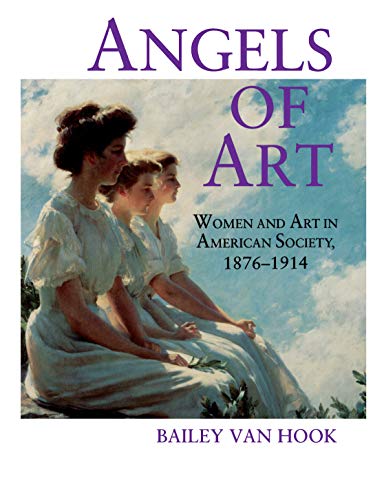 ANGELS
OF
ART
WOMEN AND ART IN
AMERICAN SOCIETY,
1876–1914
BAILEY VAN HOOK